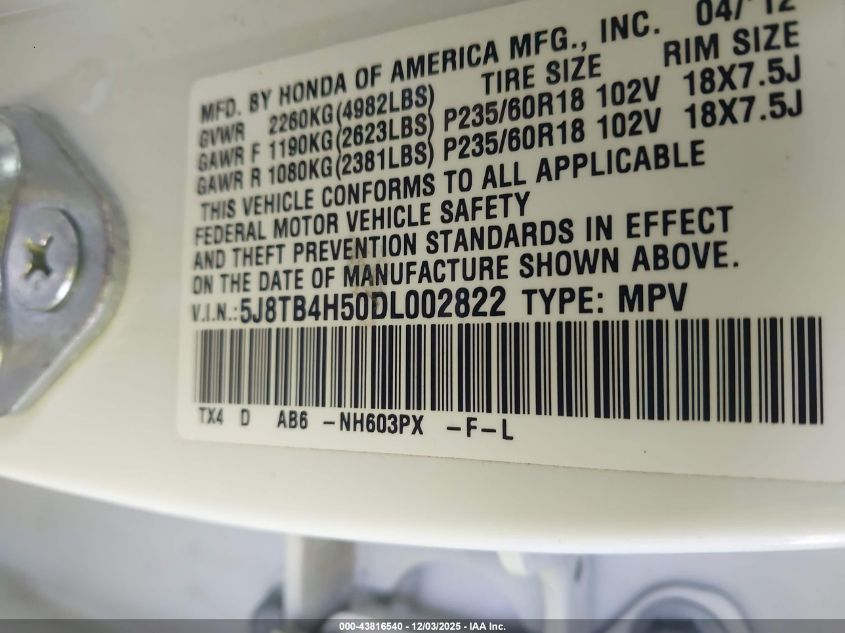 MFD. BY HONDA OF AMERICA MFG., INC. 04/12
TIRE SIZE RIM SIZE
GVWR 2260KG(4982LBS)
GAWR F 1190KG(2623LBS) P235/60R18 102V 18X7.5J
GAWR R 1080KG(2381LBS) P235/60R18 102V 18X7.5J
THIS VEHICLE CONFORMS TO ALL APPLICABLE
FEDERAL MOTOR VEHICLE SAFETY
AND THEFT PREVENTION STANDARDS IN EFFECT
ON THE DATE OF MANUFACTURE SHOWN ABOVE.
V.I.N.:5J8TB4H50DL002822 TYPE: MPV
TX4 D AB6 -NH603PX -F-L
000-43816540 - 12/03/2025 - IAA Inc.